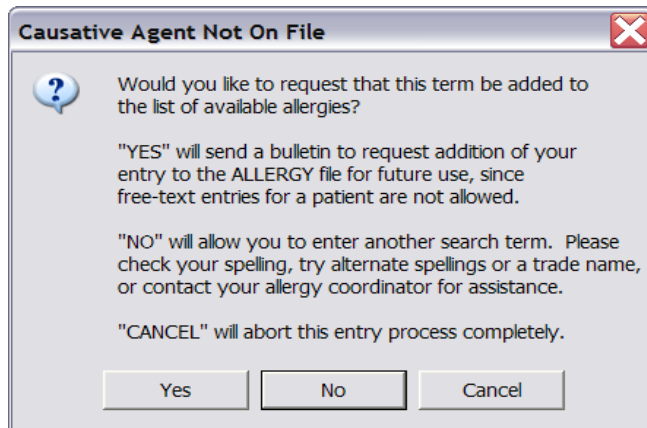 Causative Agent Not On File
Would you like to request that this term be added to
the list of available allergies?
"YES" will send a bulletin to request addition of your
entry to the ALLERGY file for future use, since
free-text entries for a patient are not allowed.
"NO" will allow you to enter another search term. Please
check your spelling, try alternate spellings or a trade name,
or contact your allergy coordinator for assistance.
"CANCEL" will abort this entry process completely.
Yes No Cancel